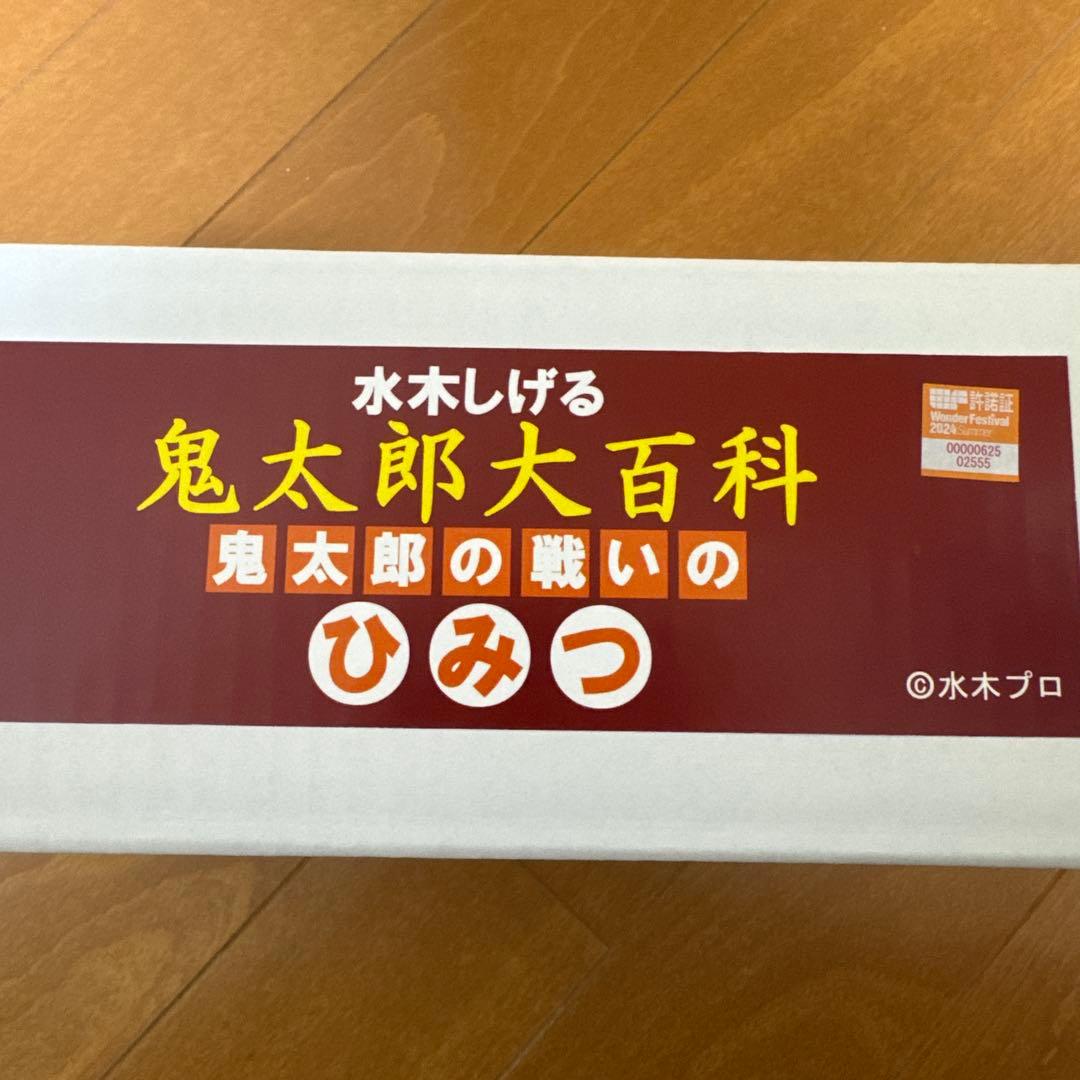 水木しげる
鬼太郎大百科
鬼太郎の戦いの
ひみつ
許諾証
Wonder Festival
2024 Summer
00000625
02555
©水木プロ